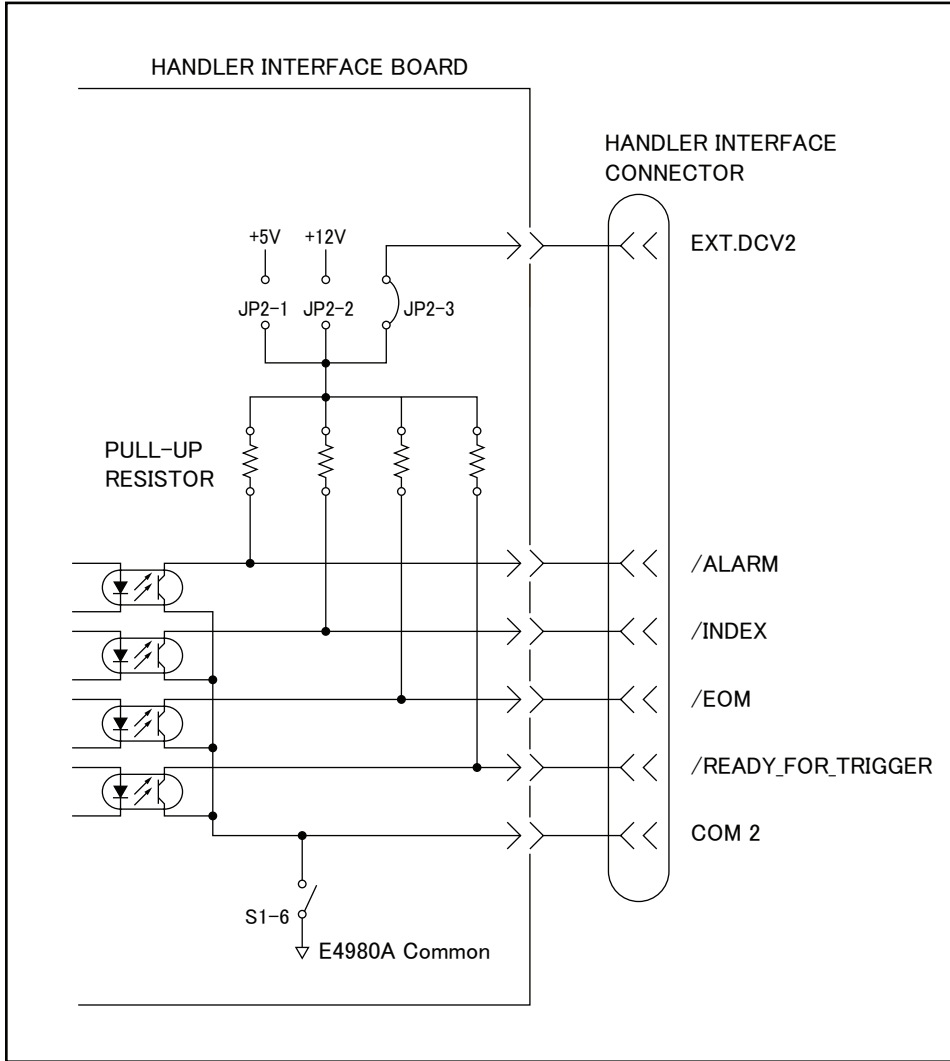 HANDLER INTERFACE BOARD
HANDLER INTERFACE
CONNECTOR
+5V
+12V
EXT.DCV2
JP2-1
JP2-2
JP2-3
PULL-UP
RESISTOR
/ALARM
/INDEX
/EOM
/READY_FOR_TRIGGER
COM 2
S1-6
E4980A Common